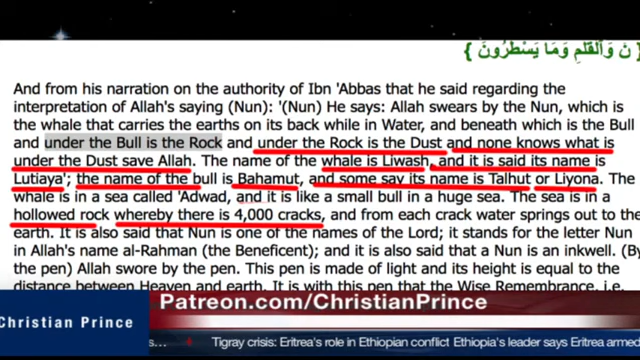 ن وَٱلْقَلَمِ وَمَا يَسْطُرُونَ
And from his narration on the authority of Ibn 'Abbas that he said regarding the
interpretation of Allah's saying (Nun): '(Nun) He says: Allah swears by the Nun, which is
the whale that carries the earths on its back while in Water, and beneath which is the Bull
and under the Bull is the Rock and under the Rock is the Dust and none knows what is
under the Dust save Allah. The name of the whale is Liwash, and it is said its name is
Lutiaya'; the name of the bull is Bahamut, and some say its name is Talhut or Liyona. The
whale is in a sea called 'Adwad, and it is like a small bull in a huge sea. The sea is in a
hollowed rock whereby there is 4,000 cracks, and from each crack water springs out to the
earth. It is also said that Nun is one of the names of the Lord; it stands for the letter Nun
in Allah's name al-Rahman (the Beneficent); and it is also said that a Nun is an inkwell. (By
the pen) Allah swore by the pen. This pen is made of light and its height is equal to the
distance between Heaven and earth. It is with this pen that the Wise Remembrance, i.e.
Patreon.com/ChristianPrince
Christian Prince
Tigray crisis: Eritrea's role in Ethiopian conflict Ethiopia's leader says Eritrea armed